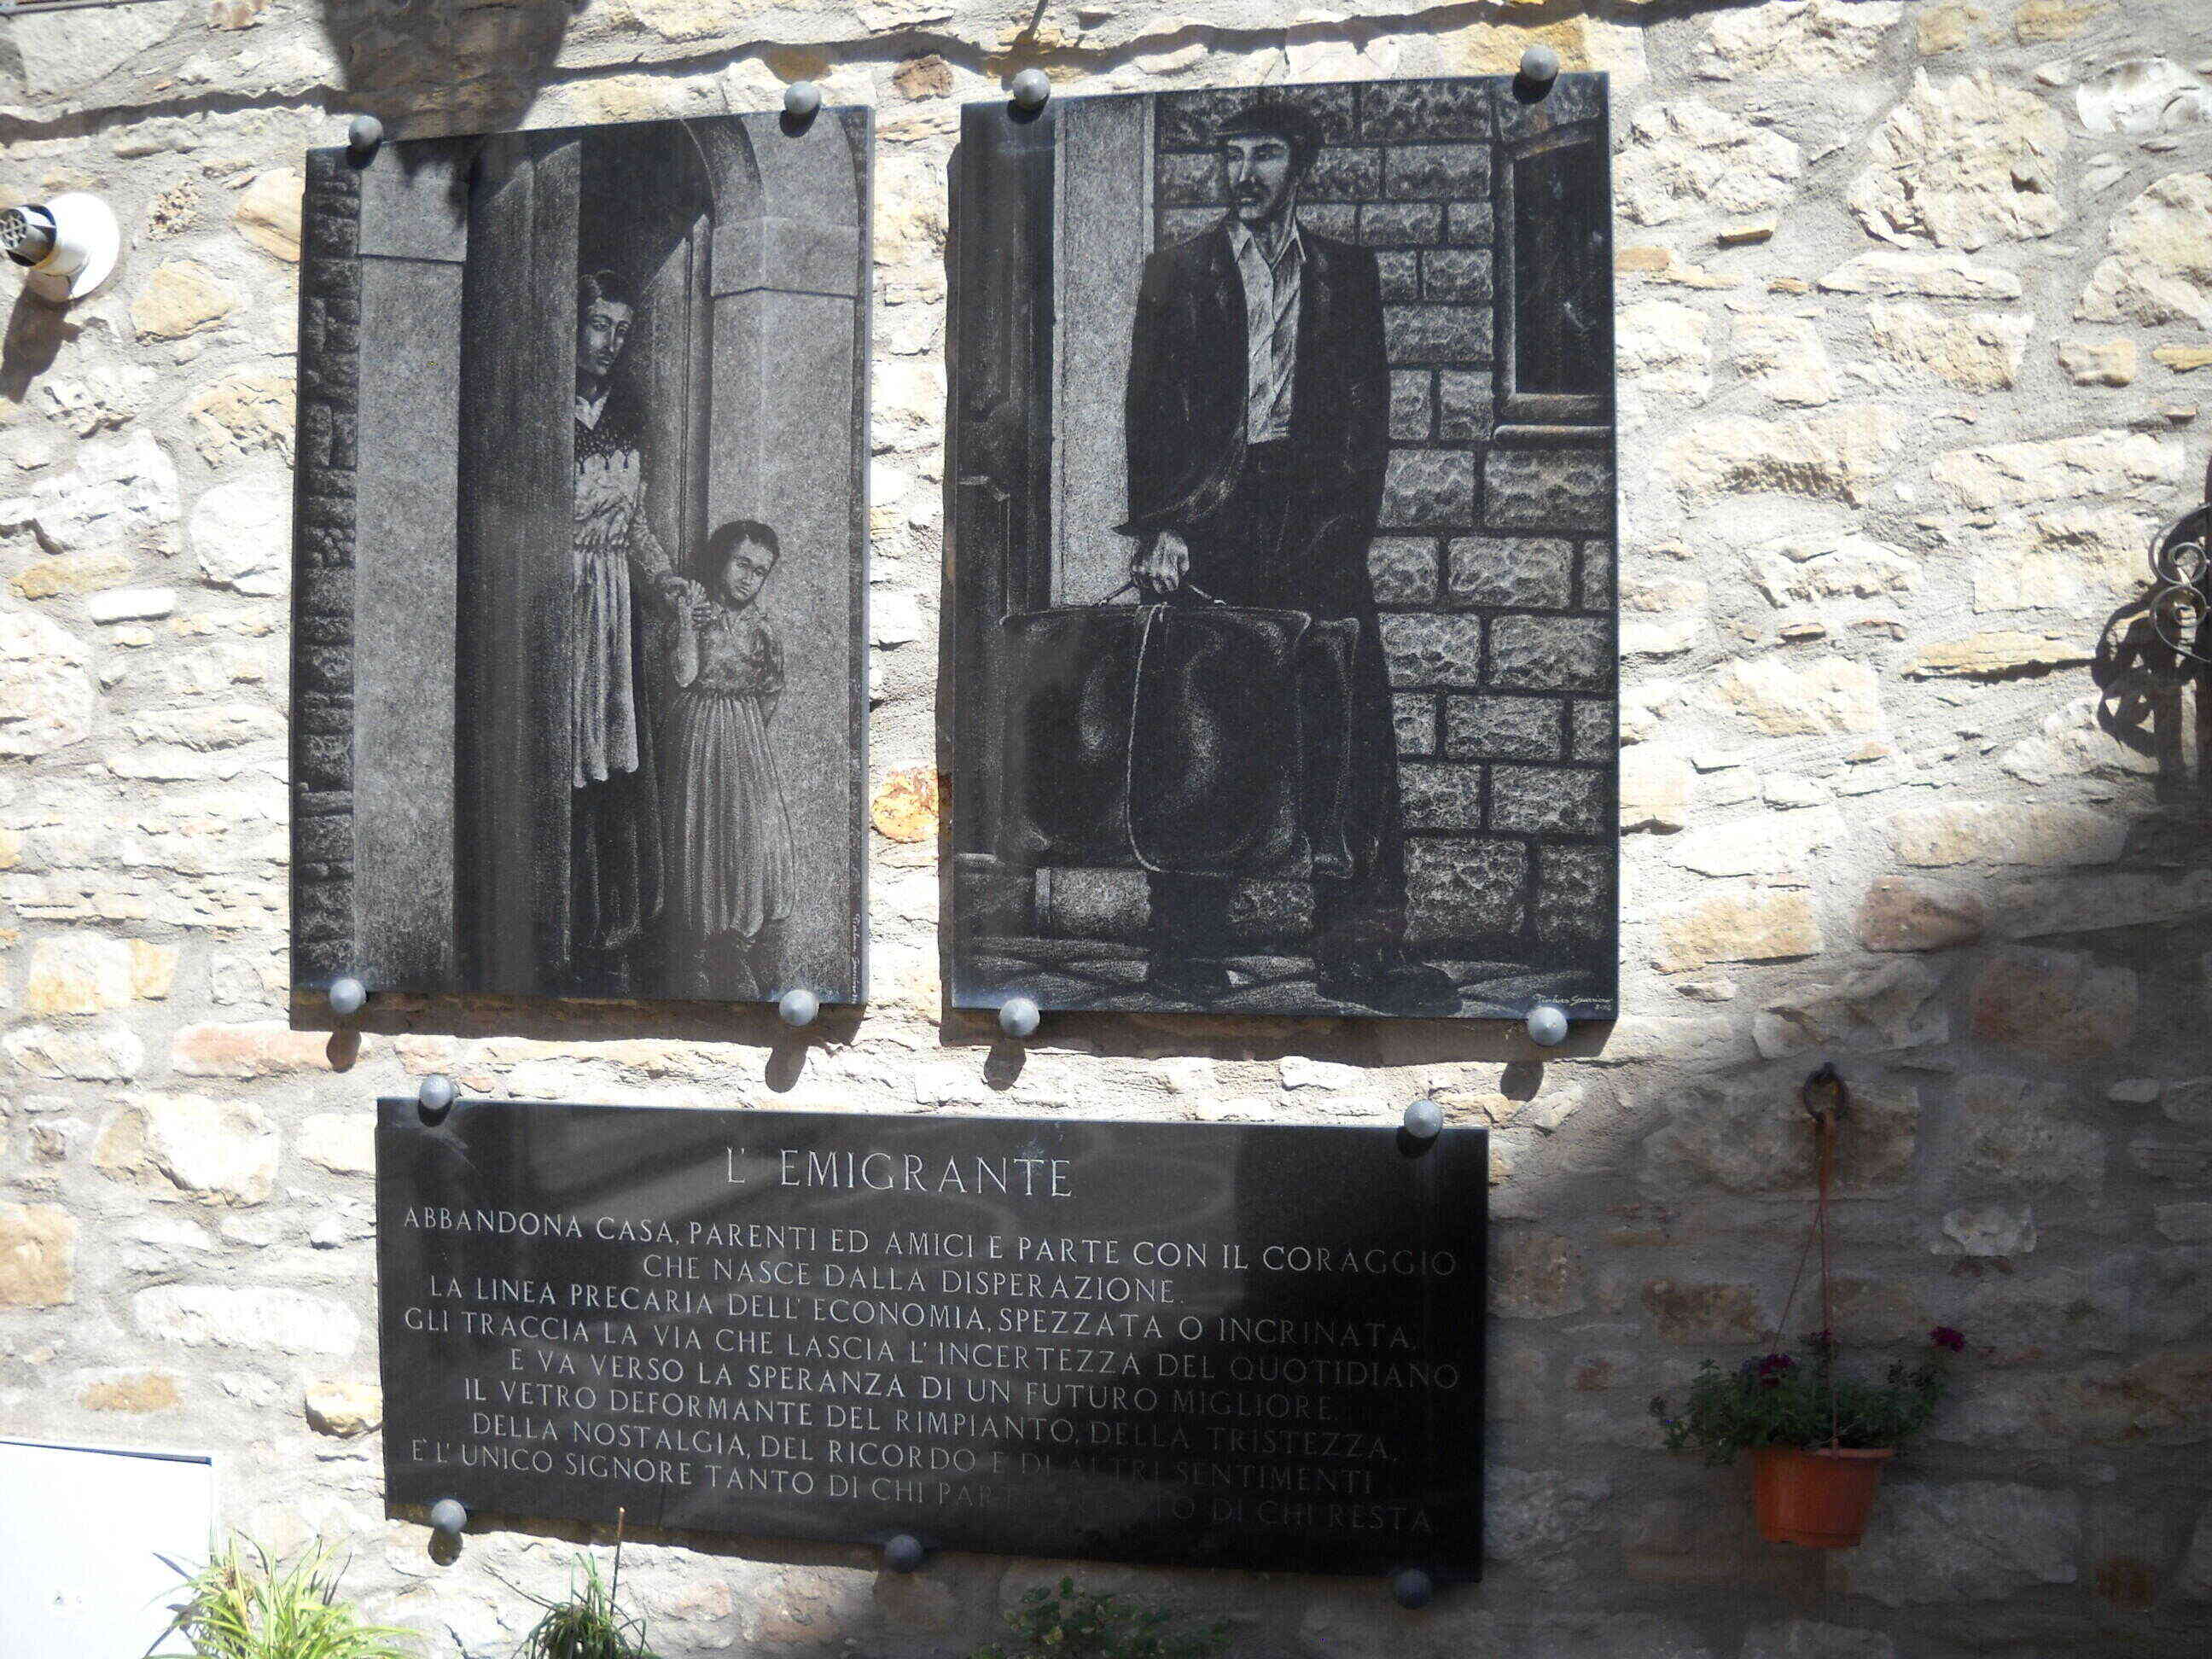 L' EMIGRANTE
ABBANDONA CASA, PARENTI ED AMICI E PARTE CON IL CORAGGIO
CHE NASCE DALLA DISPERAZIONE.
LA LINEA PRECARIA DELL' ECONOMIA, SPEZZATA O INCRINATA,
GLI TRACCIA LA VIA CHE LASCIA L' INCERTEZZA DEL QUOTIDIANO
E VA VERSO LA SPERANZA DI UN FUTURO MIGLIORE.
IL VETRO DEFORMANTE DEL RIMPIANTO, DELLA TRISTEZZA,
DELLA NOSTALGIA, DEL RICORDO E DI ALTRI SENTIMENTI
È L' UNICO SIGNORE TANTO DI CHI PARTE DI CHI RESTA.